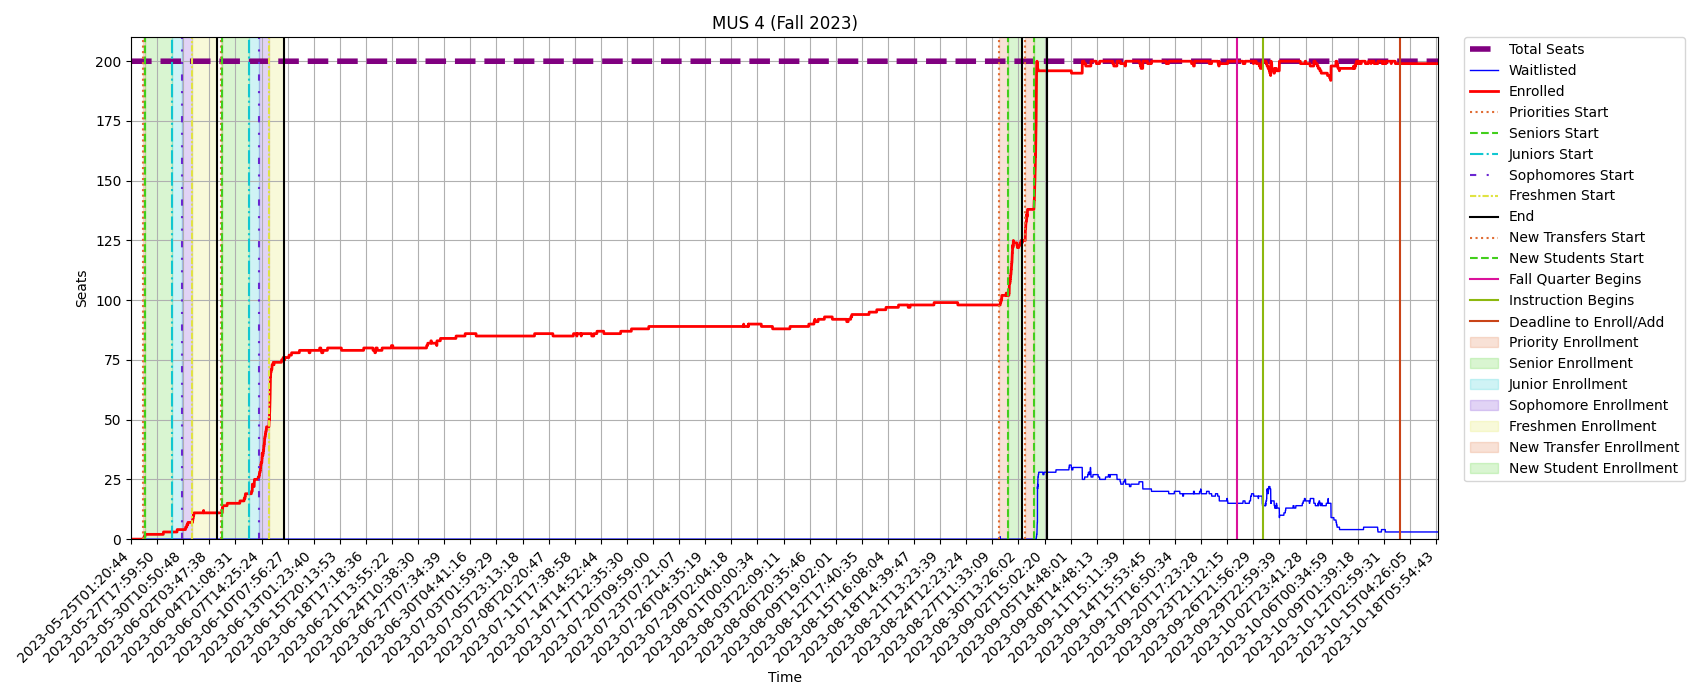 MUS 4 (Fall 2023)
Seats
200
175
150
125
100
75
50
25
0
2023-05-25T01:20:44
2023-05-27T17:59:50
2023-05-30T10:50:48
2023-06-02T03:47:38
2023-06-04T21:08:31
2023-06-07T14:25:24
2023-06-10T07:56:27
2023-06-13T01:23:40
2023-06-15T20:13:53
2023-06-18T17:18:36
2023-06-21T13:55:22
2023-06-24T10:38:30
2023-06-27T07:34:39
2023-06-30T04:41:16
2023-07-03T01:59:29
2023-07-05T23:13:18
2023-07-08T20:20:47
2023-07-11T17:38:58
2023-07-14T14:52:44
2023-07-17T12:35:30
2023-07-20T09:59:00
2023-07-23T07:21:07
2023-07-26T04:35:19
2023-07-29T02:04:18
2023-08-01T00:00:34
2023-08-03T22:09:11
2023-08-06T20:35:46
2023-08-09T19:02:01
2023-08-12T17:40:35
2023-08-15T16:08:04
2023-08-18T14:39:47
2023-08-21T13:23:39
2023-08-24T12:23:24
2023-08-27T11:33:09
2023-08-30T13:26:02
2023-09-02T15:02:20
2023-09-05T14:48:01
2023-09-08T14:48:13
2023-09-11T15:11:39
2023-09-14T15:53:45
2023-09-17T16:50:34
2023-09-20T17:23:28
2023-09-23T21:12:15
2023-09-26T21:56:29
2023-09-29T22:59:39
2023-10-02T23:41:28
2023-10-06T00:34:59
2023-10-09T01:39:18
2023-10-12T02:59:31
2023-10-15T04:26:05
2023-10-18T05:54:43
Time
Total Seats
Waitlisted
Enrolled
Priorities Start
Seniors Start
Juniors Start
Sophomores Start
Freshmen Start
End
New Transfers Start
New Students Start
Fall Quarter Begins
Instruction Begins
Deadline to Enroll/Add
Priority Enrollment
Senior Enrollment
Junior Enrollment
Sophomore Enrollment
Freshmen Enrollment
New Transfer Enrollment
New Student Enrollment